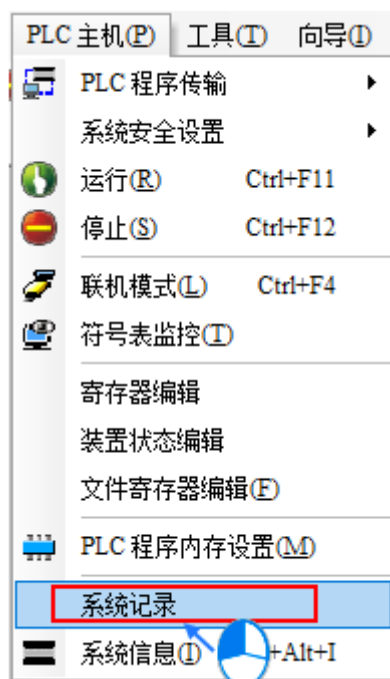 PLC 主机(P) 工具(T) 向导(I)
PLC 程序传输
系统安全设置
运行(R) Ctrl+F11
停止(S) Ctrl+F12
联机模式(L) Ctrl+F4
符号表监控(T)
寄存器编辑
装置状态编辑
文件寄存器编辑(F)
PLC 程序内存设置(M)
系统记录
系统信息(I) +Alt+I